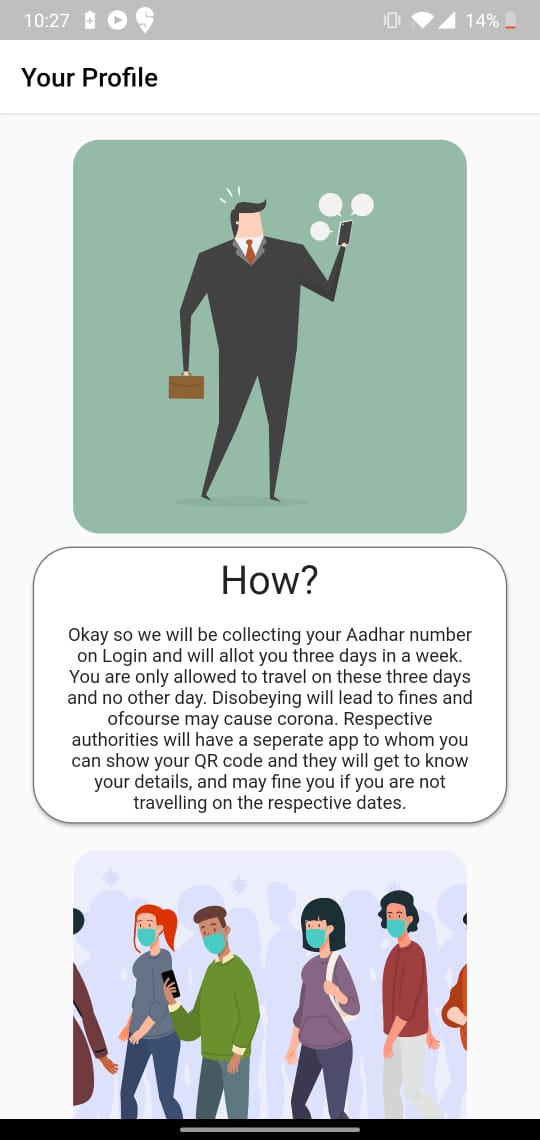 10:27
14%
Your Profile
How?
Okay so we will be collecting your Aadhar number
on Login and will allot you three days in a week.
You are only allowed to travel on these three days
and no other day. Disobeying will lead to fines and
ofcourse may cause corona. Respective
authorities will have a seperate app to whom you
can show your QR code and they will get to know
your details, and may fine you if you are not
travelling on the respective dates.